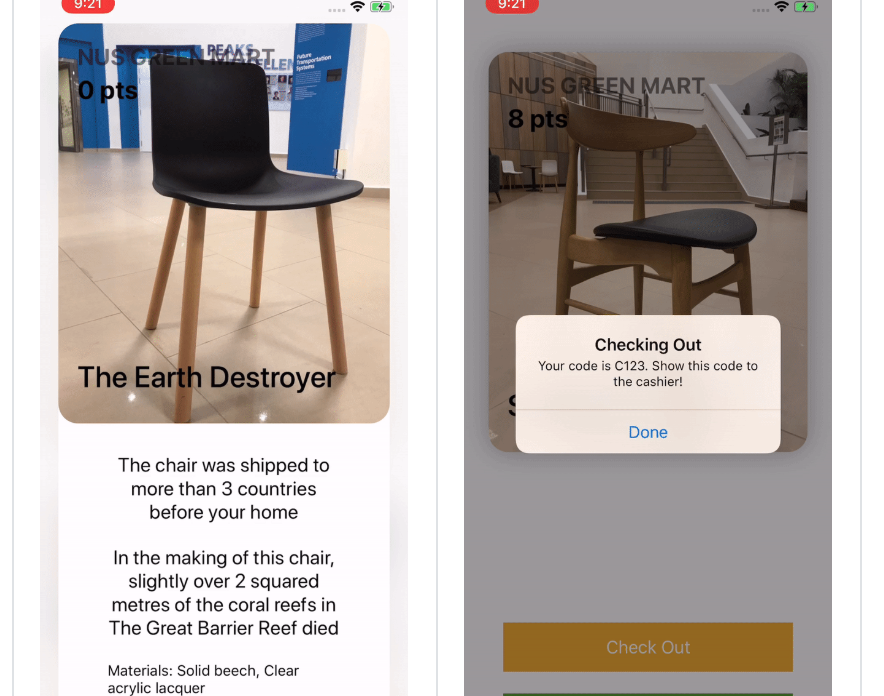 9:21
NUS GREEN MART
0 pts
PEAKS
Future
Transportation
Systems
The Earth Destroyer
The chair was shipped to
more than 3 countries
before your home
In the making of this chair,
slightly over 2 squared
metres of the coral reefs in
The Great Barrier Reef died
Materials: Solid beech, Clear
acrylic lacquer
9:21
NUS GREEN MART
8 pts
Checking Out
Your code is C123. Show this code to
the cashier!
Done
Check Out